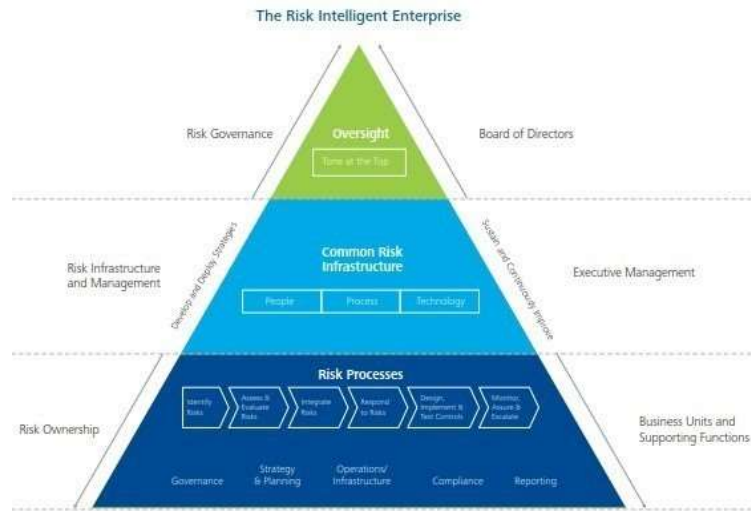 The Risk Intelligent Enterprise
Risk Governance
Oversight
Tone at the Top
Board of Directors
Risk Infrastructure
and Management
Develop and Deploy Strategies
Common Risk
Infrastructure
People
Process
Technology
Sustain and Continuously Improve
Executive Management
Risk Ownership
Risk Processes
Identify
Risks
Assess &
Evaluate
Risks
Integrate
Risks
Respond
to Risks
Design,
Implement &
Test Controls
Monitor,
Assure &
Escalate
Business Units and
Supporting Functions
Governance
Strategy
& Planning
Operations/
Infrastructure
Compliance
Reporting